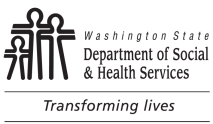 Washington State
Department of Social
& Health Services
Transforming lives